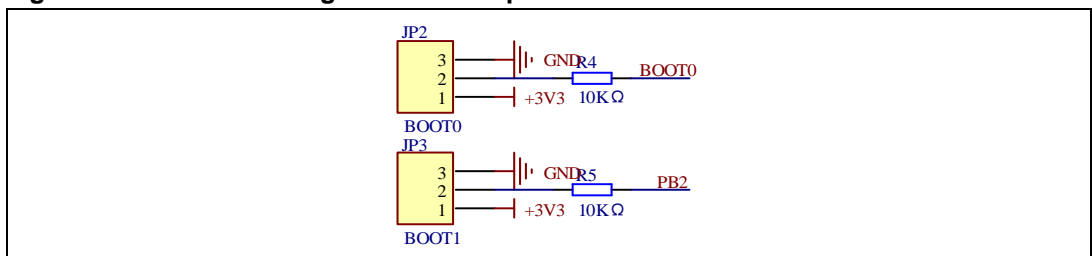 JP2
3 GND R4 BOOT0
2
1 +3V3 10KΩ
BOOT0
JP3
3 GND R5 PB2
2
1 +3V3 10KΩ
BOOT1